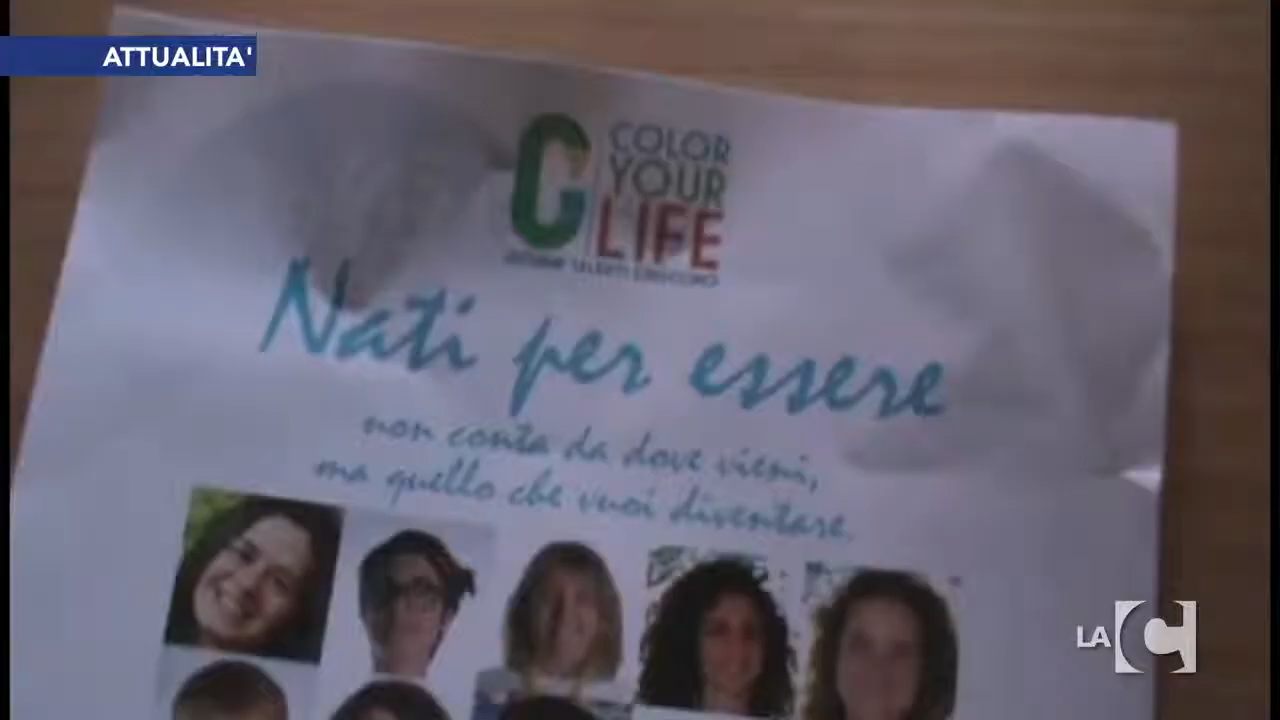 ATTUALITA'
COLOR
YOUR
LIFE
Nati per essere
non conta da dove vieni,
ma quello che vuoi diventare.
LA C